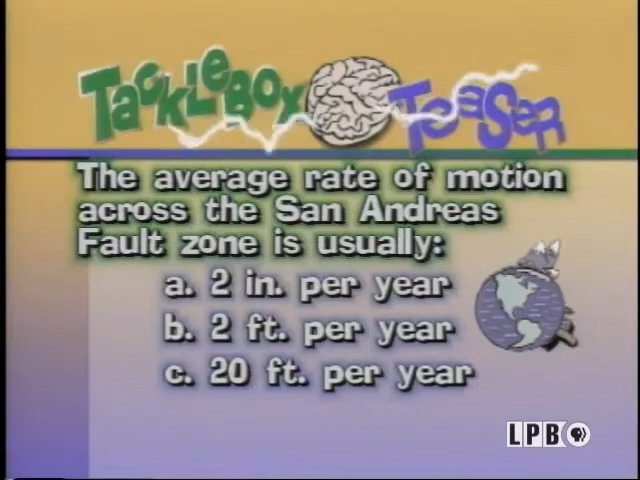 Tacklebox Teaser
The average rate of motion
across the San Andreas
Fault zone is usually:
a. 2 in. per year
b. 2 ft. per year
c. 20 ft. per year
LPB